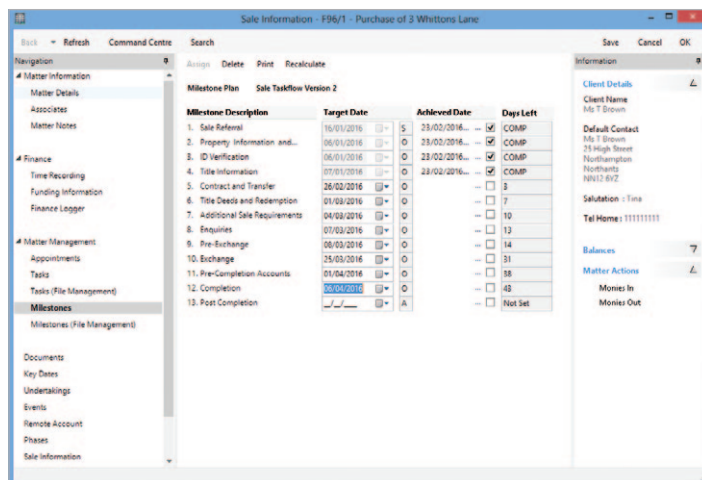 Sale Information - F96/1 - Purchase of 3 Whittons Lane
Back Refresh Command Centre Search Save Cancel OK
Navigation
Matter Information
Matter Details
Associates
Matter Notes
Finance
Time Recording
Funding Information
Finance Logger
Matter Management
Appointments
Tasks
Tasks (File Management)
Milestones
Milestones (File Management)
Documents
Key Dates
Undertakings
Events
Remote Account
Phases
Sale Information
Assign Delete Print Recalculate
Milestone Plan Sale Taskflow Version 2
Milestone Description Target Date Achieved Date Days Left
1. Sale Referral 16/01/2016 S 23/02/2016... ... COMP
2. Property Information and... 06/01/2016 O 23/02/2016... ... COMP
3. ID Verification 06/01/2016 O 23/02/2016... ... COMP
4. Title Information 07/01/2016 O 23/02/2016... ... COMP
5. Contract and Transfer 26/02/2016 O ... 3
6. Title Deeds and Redemption 01/03/2016 O ... 7
7. Additional Sale Requirements 04/03/2016 O ... 10
8. Enquiries 07/03/2016 O ... 13
9. Pre-Exchange 08/03/2016 O ... 14
10. Exchange 25/03/2016 O ... 31
11. Pre-Completion Accounts 01/04/2016 O ... 38
12. Completion 06/04/2016 O ... 43
13. Post Completion __/__/____ A ... Not Set
Information
Client Details
Client Name
Ms T Brown
Default Contact
Ms T Brown
25 High Street
Northampton
Northants
NN12 6YZ
Salutation : Tina
Tel Home : 111111111
Balances
Matter Actions
Monies In
Monies Out